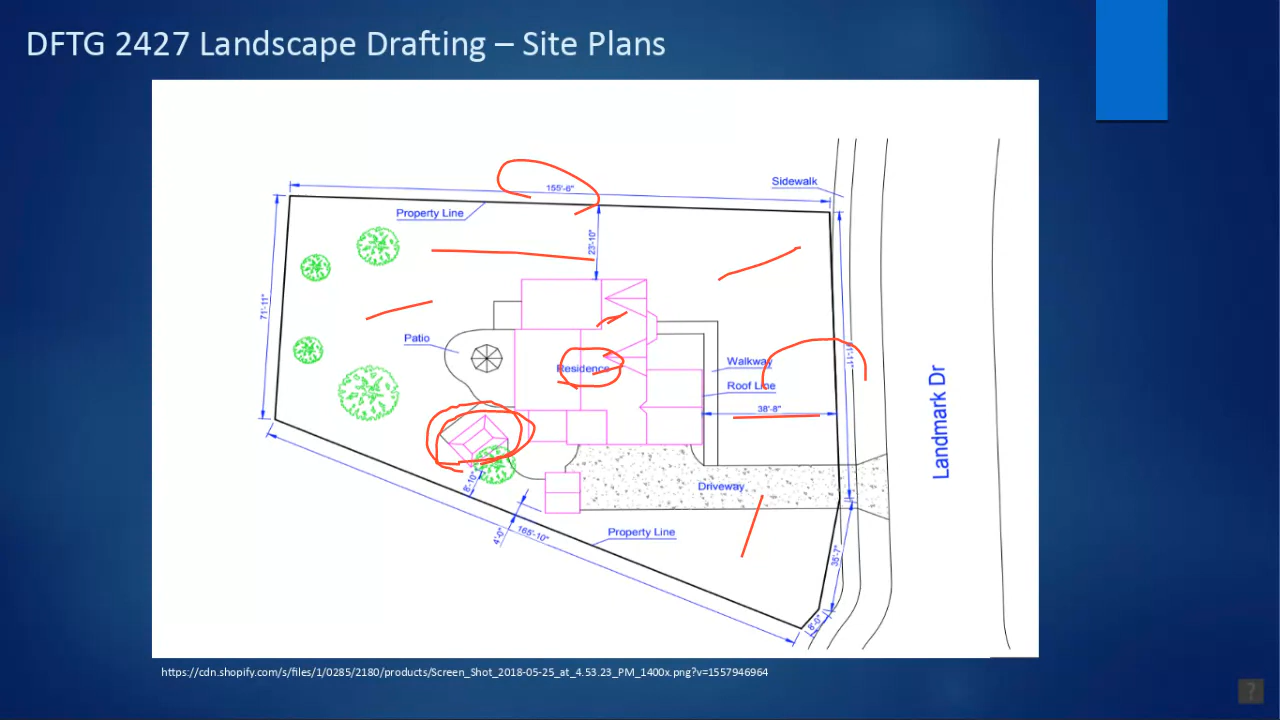 DFTG 2427 Landscape Drafting – Site Plans
Sidewalk
155'-6"
Property Line
23'-10"
71'-11"
Patio
Residence
Walkway
Roof Line
38'-8"
Landmark Dr
Driveway
8'-10"
4'-0"
165'-10"
Property Line
35'-7"
8'-0"
https://cdn.shopify.com/s/files/1/0285/2180/products/Screen_Shot_2018-05-25_at_4.53.23_PM_1400x.png?v=1557946964
?